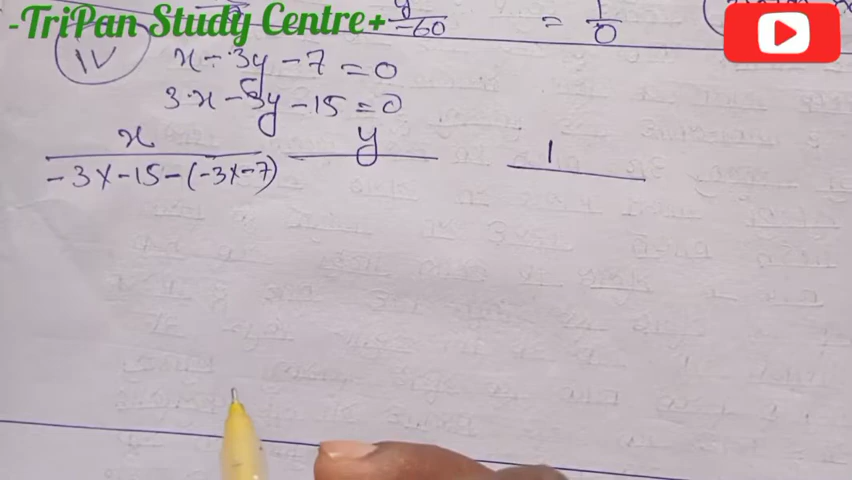 -TriPan Study Centre+
y/-60 = 1/0
IV x - 3y - 7 = 0
3x - 3y - 15 = 0
x/(-3×-15-(-3×-7)) y 1